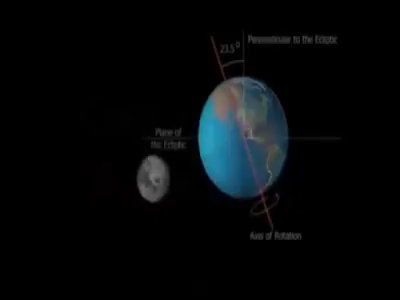 23.5°
Perpendicular to the Ecliptic
Plane of
the Ecliptic
Axis of Rotation